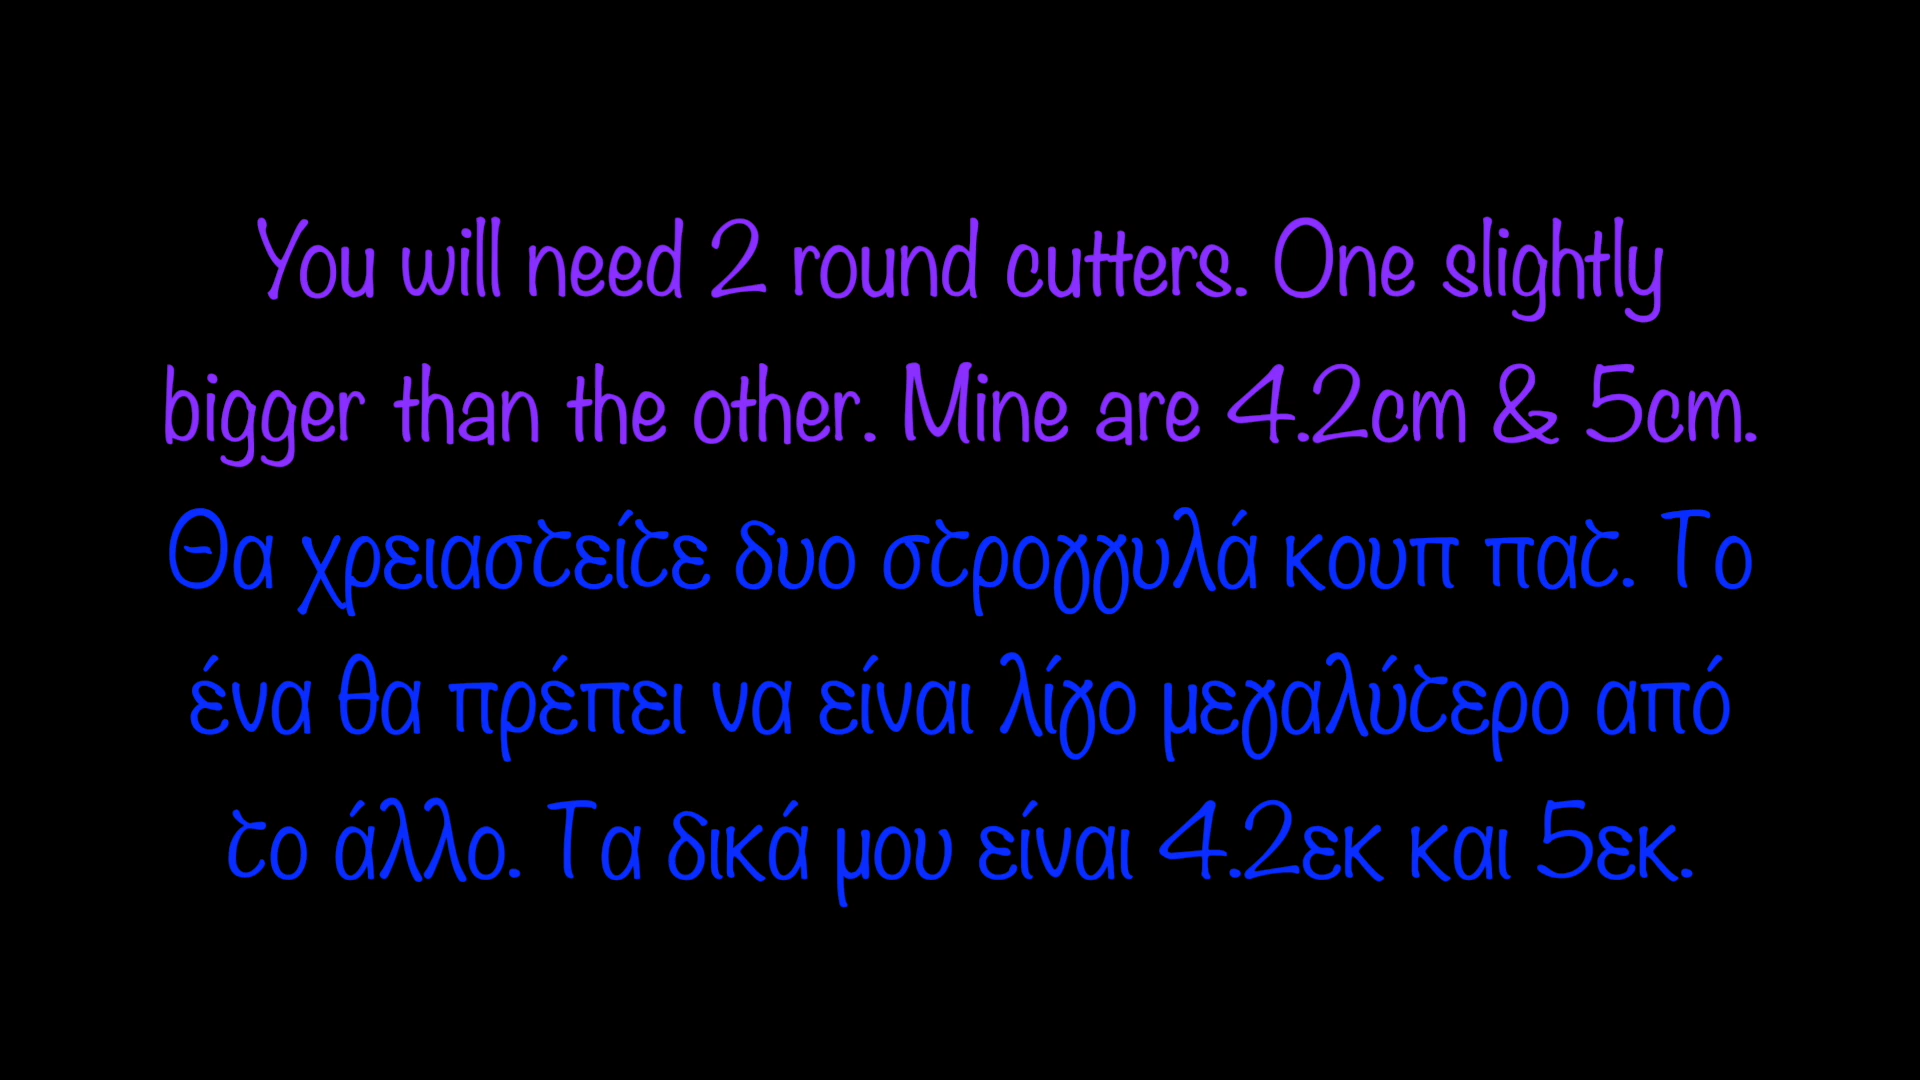 You will need 2 round cutters. One slightly
bigger than the other. Mine are 4.2cm & 5cm.
Θα χρειαστείτε δυο στρογγυλά κουπ πατ. Το
ένα θα πρέπει να είναι λίγο μεγαλύτερο από
το άλλο. Τα δικά μου είναι 4.2εκ και 5εκ.